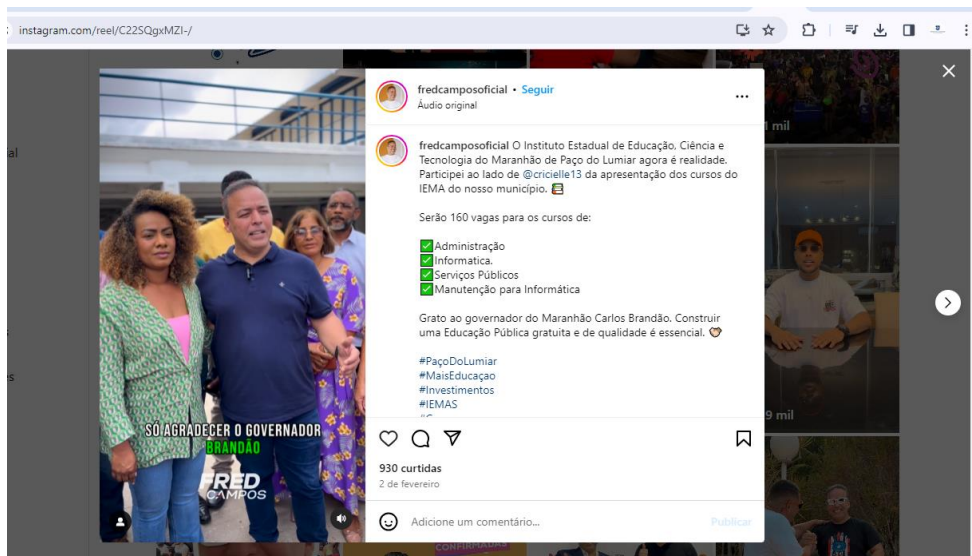 instagram.com/reel/C22SQgxMZI-/
fredcamposoficial • Seguir
Áudio original
fredcamposoficial O Instituto Estadual de Educação, Ciência e
Tecnologia do Maranhão de Paço do Lumiar agora é realidade.
Participei ao lado de @cricielle13 da apresentação dos cursos do
IEMA do nosso município.
Serão 160 vagas para os cursos de:
Administração
Informatica.
Serviços Públicos
Manutenção para Informática
Grato ao governador do Maranhão Carlos Brandão. Construir
uma Educação Pública gratuita e de qualidade é essencial.
#PaçoDoLumiar
#MaisEducaçao
#Investimentos
#IEMAS
SÓ AGRADECER O GOVERNADOR
BRANDÃO
FRED
CAMPOS
930 curtidas
2 de fevereiro
Adicione um comentário...
Publicar
1 mil
9 mil
CONFIRMADAS